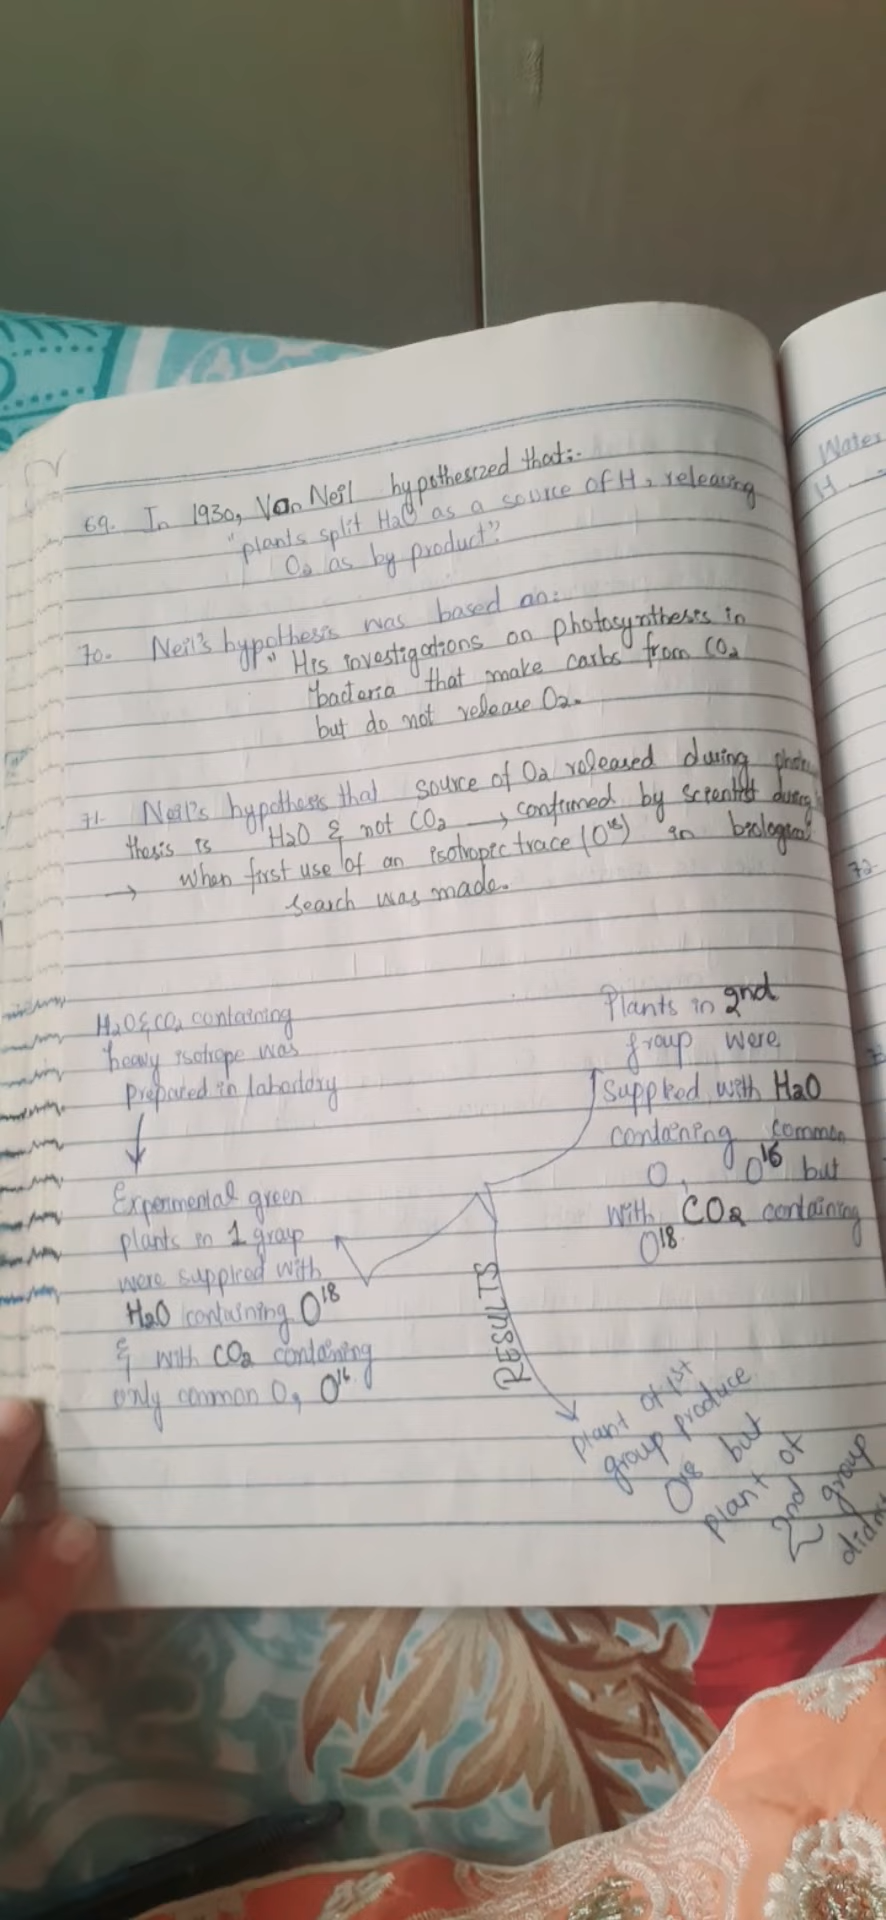 69. In 1930, Van Neil hypothesized that:-
"plants split H2O as a source of H2 releasing
O2 as by product".
70. Neil's hypothesis was based on:
"His investigations on photosynthesis in
bacteria that make carbs from CO2
but do not release O2.
71. Neil's hypothesis that source of O2 released during
thesis is H2O & not CO2 → confirmed by scientist during
→ when first use of an isotropic trace (O18) in biological
search was made.
H2O & CO2 containing
heavy isotope was
prepared in labortory
Expermental green
plants in 1 group
were supplied with
H2O containing O18
& with CO2 containing
only common O, O16
Plants in 2nd
group were
supplied with H2O
containing common
O, O16 but
with CO2 containing
O18
RESULTS
plant of 1st
group produce
O18 but
plant of
2nd group
Water
H
72.